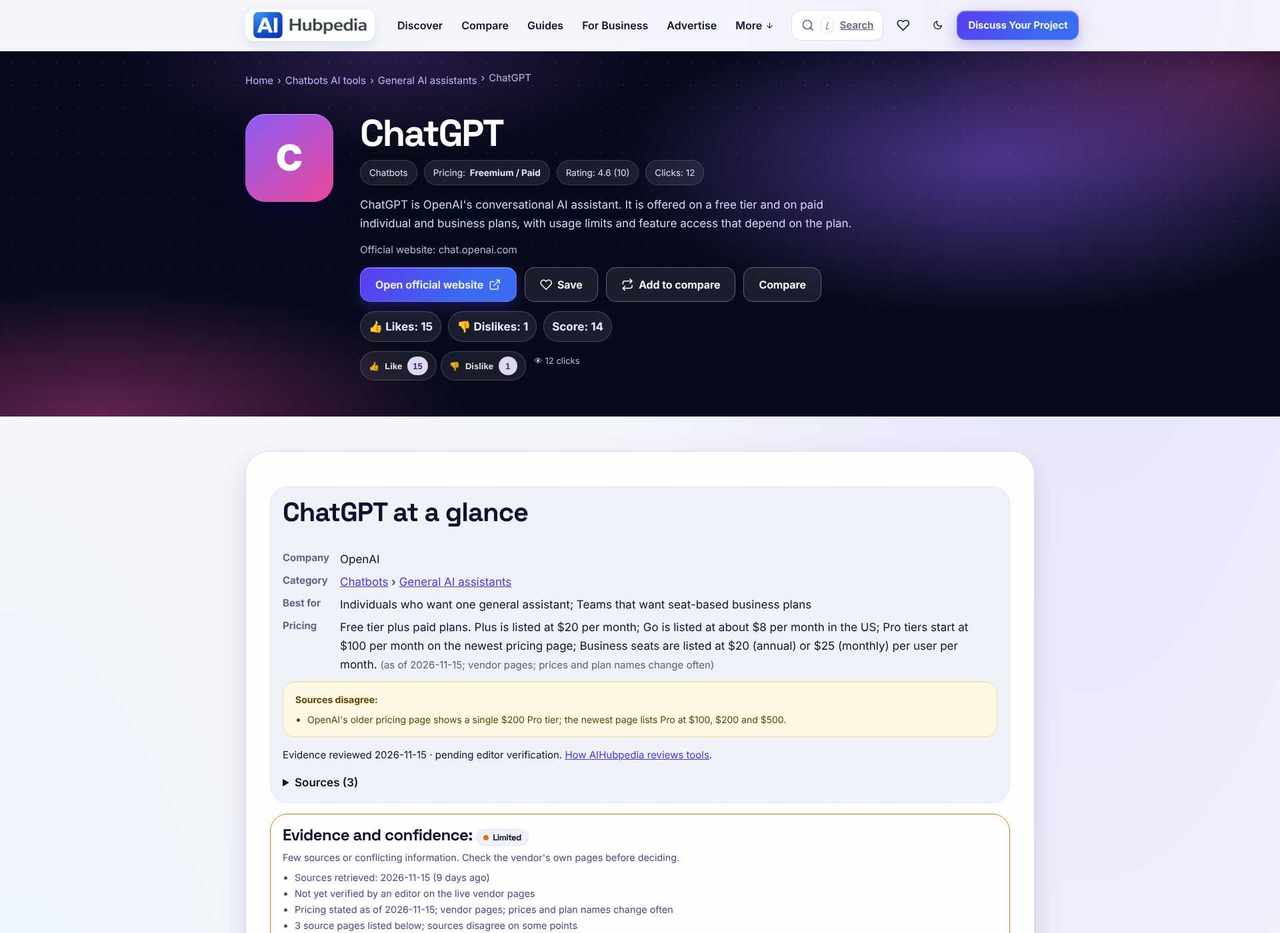 AI Hubpedia
Discover Compare Guides For Business Advertise More ↓ / Search Discuss Your Project
Home › Chatbots AI tools › General AI assistants › ChatGPT
C
ChatGPT
Chatbots Pricing: Freemium / Paid Rating: 4.6 (10) Clicks: 12
ChatGPT is OpenAI's conversational AI assistant. It is offered on a free tier and on paid
individual and business plans, with usage limits and feature access that depend on the plan.
Official website: chat.openai.com
Open official website Save Add to compare Compare
👍 Likes: 15 👎 Dislikes: 1 Score: 14
👍 Like 15 👎 Dislike 1 👁 12 clicks
ChatGPT at a glance
Company OpenAI
Category Chatbots › General AI assistants
Best for Individuals who want one general assistant; Teams that want seat-based business plans
Pricing Free tier plus paid plans. Plus is listed at $20 per month; Go is listed at about $8 per month in the US; Pro tiers start at
$100 per month on the newest pricing page; Business seats are listed at $20 (annual) or $25 (monthly) per user per
month. (as of 2026-11-15; vendor pages; prices and plan names change often)
Sources disagree:
• OpenAI's older pricing page shows a single $200 Pro tier; the newest page lists Pro at $100, $200 and $500.
Evidence reviewed 2026-11-15 · pending editor verification. How AIHubpedia reviews tools.
▶ Sources (3)
Evidence and confidence: Limited
Few sources or conflicting information. Check the vendor's own pages before deciding.
• Sources retrieved: 2026-11-15 (9 days ago)
• Not yet verified by an editor on the live vendor pages
• Pricing stated as of 2026-11-15; vendor pages; prices and plan names change often
• 3 source pages listed below; sources disagree on some points